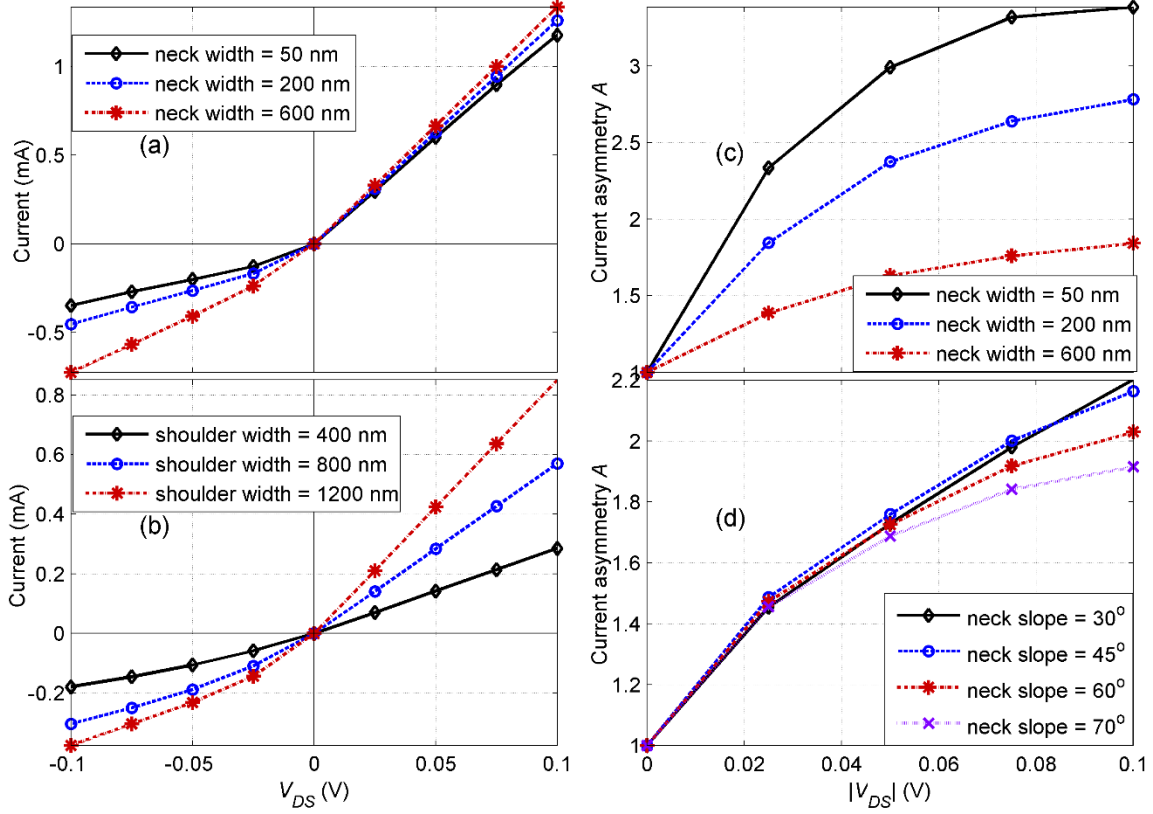 1
0.5
0
-0.5
Current (mA)
neck width = 50 nm
neck width = 200 nm
neck width = 600 nm
(a)
3
2.5
2
1.5
1
Current asymmetry A
(c)
neck width = 50 nm
neck width = 200 nm
neck width = 600 nm
0.8
0.6
0.4
0.2
0
-0.2
Current (mA)
shoulder width = 400 nm
shoulder width = 800 nm
shoulder width = 1200 nm
(b)
-0.1
-0.05
0
0.05
0.1
V_DS (V)
2.2
2
1.8
1.6
1.4
1.2
1
Current asymmetry A
(d)
neck slope = 30°
neck slope = 45°
neck slope = 60°
neck slope = 70°
0
0.02
0.04
0.06
0.08
0.1
|V_DS| (V)